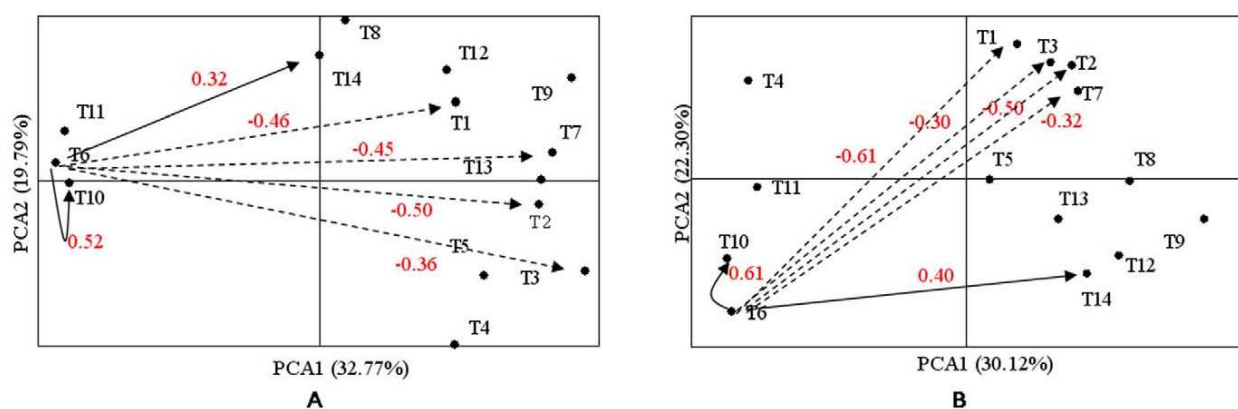 T8
T12
T14
0.32
T9
T11
-0.46
T1
T7
T6
-0.45
T13
T10
-0.50
T2
0.52
T5
-0.36
T3
T4
PCA2 (19.79%)
PCA1 (32.77%)
A
T1
T3
T2
T4
T7
-0.50
-0.30
-0.32
-0.61
T5
T8
T11
T13
T10
T9
T12
0.61
0.40
T14
T6
PCA2 (22.30%)
PCA1 (30.12%)
B